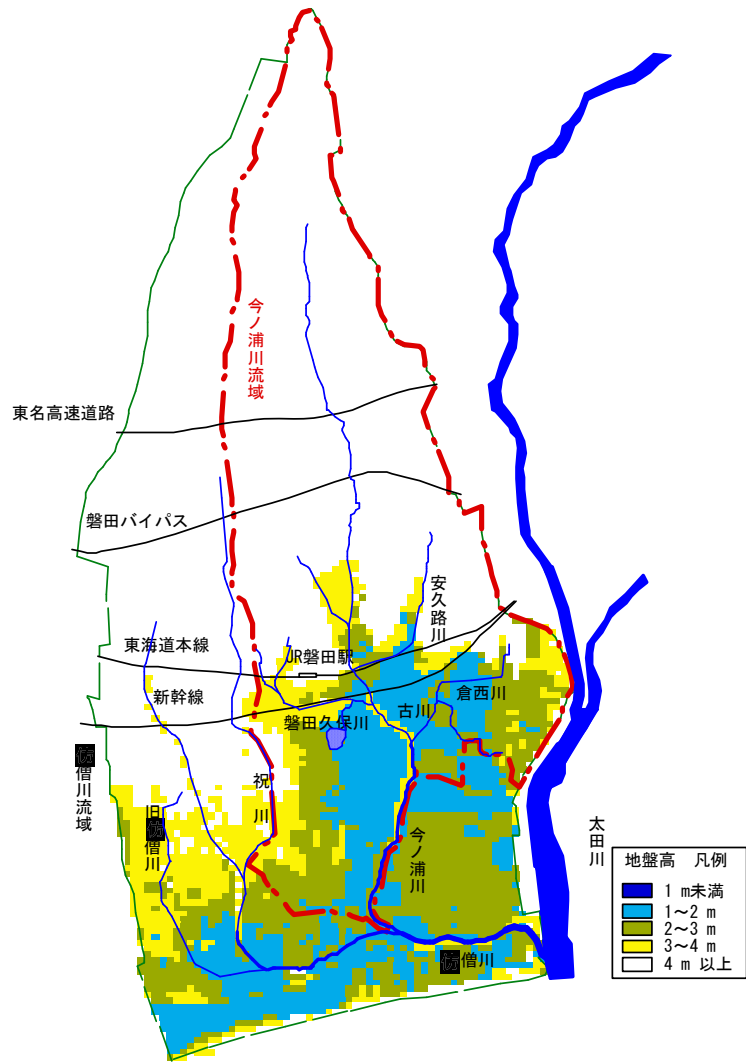 今ノ浦川流域
東名高速道路
磐田バイパス
安久路川
東海道本線
JR磐田駅
新幹線
倉西川
古川
磐田久保川
仿僧川流域
祝川
旧仿僧川
今ノ浦川
太田川
仿僧川
地盤高 凡例
1 m未満
1～2 m
2～3 m
3～4 m
4 m 以上